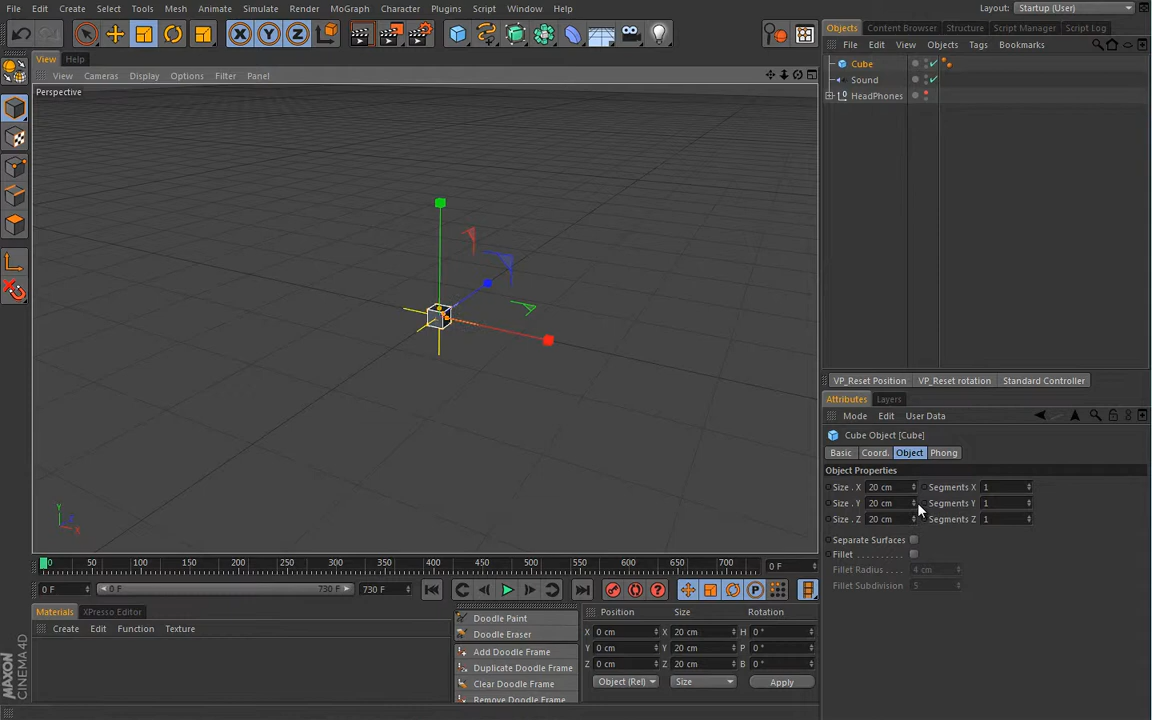 File Edit Create Select Tools Mesh Animate Simulate Render MoGraph Character Plugins Script Window Help Layout: Startup (User)
X Y Z
Objects Content Browser Structure Script Manager Script Log
File Edit View Objects Tags Bookmarks
View Help
View Cameras Display Options Filter Panel
Perspective
Cube
Sound
HeadPhones
VP_Reset Position VP_Reset rotation Standard Controller
Attributes Layers
Mode Edit User Data
Cube Object [Cube]
Basic Coord. Object Phong
Object Properties
Size . X 20 cm Segments X 1
Size . Y 20 cm Segments Y 1
Size . Z 20 cm Segments Z 1
Separate Surfaces
Fillet . . . . . . . . . .
Fillet Radius . . . . 4 cm
Fillet Subdivision 5
Y
X
0 50 100 150 200 250 300 350 400 450 500 550 600 650 700 0 F
0 F 0 F 730 F 730 F
P
Materials XPresso Editor
Create Edit Function Texture
Doodle Paint
Doodle Eraser
Add Doodle Frame
Duplicate Doodle Frame
Clear Doodle Frame
Remove Doodle Frame
Position Size Rotation
X 0 cm X 20 cm H 0 °
Y 0 cm Y 20 cm P 0 °
Z 0 cm Z 20 cm B 0 °
Object (Rel) Size Apply
MAXON
CINEMA 4D